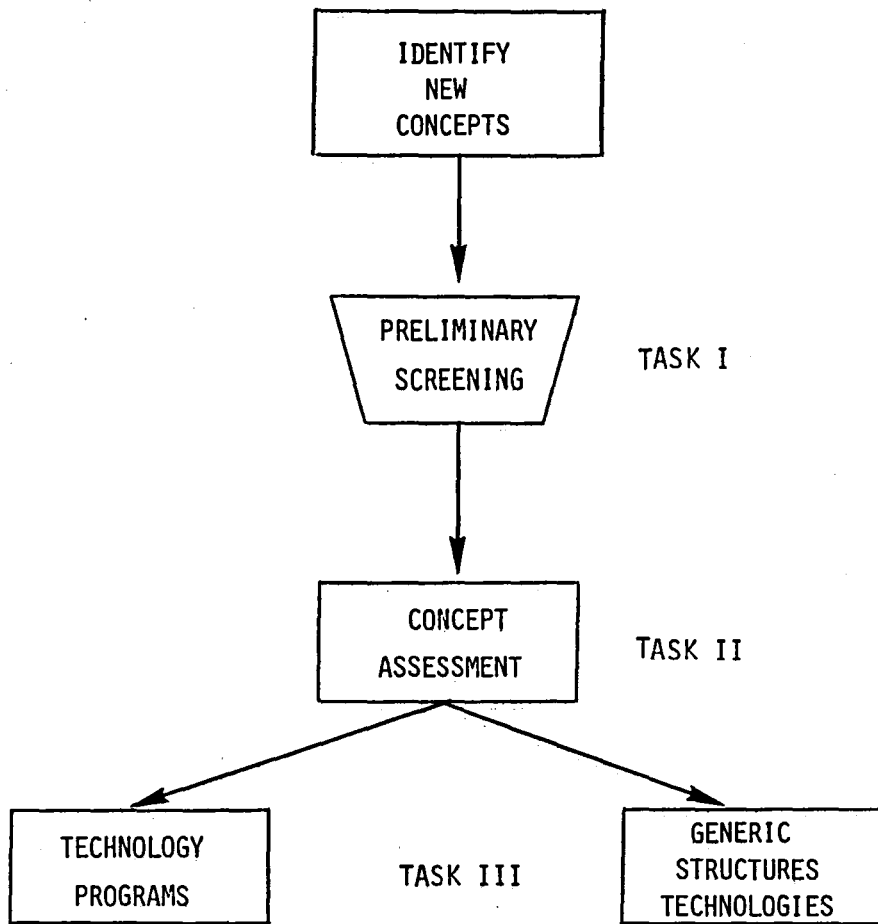 IDENTIFY
NEW
CONCEPTS
PRELIMINARY
SCREENING
TASK I
CONCEPT
ASSESSMENT
TASK II
TECHNOLOGY
PROGRAMS
TASK III
GENERIC
STRUCTURES
TECHNOLOGIES